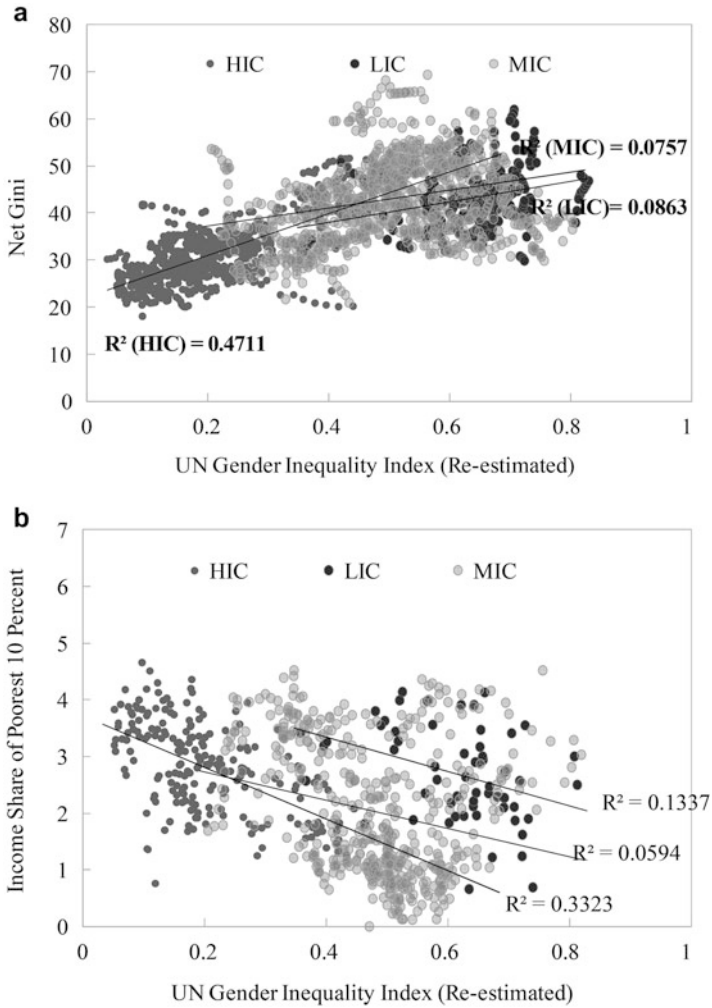 a
80
HIC LIC MIC
70
60
R² (MIC) = 0.0757
50
Net Gini
40
R² (LIC) = 0.0863
30
20
R² (HIC) = 0.4711
10
0
0 0.2 0.4 0.6 0.8 1
UN Gender Inequality Index (Re-estimated)
b
7
HIC LIC MIC
6
5
4
Income Share of Poorest 10 Percent
3
R² = 0.1337
2
R² = 0.0594
1
R² = 0.3323
0
0 0.2 0.4 0.6 0.8 1
UN Gender Inequality Index (Re-estimated)